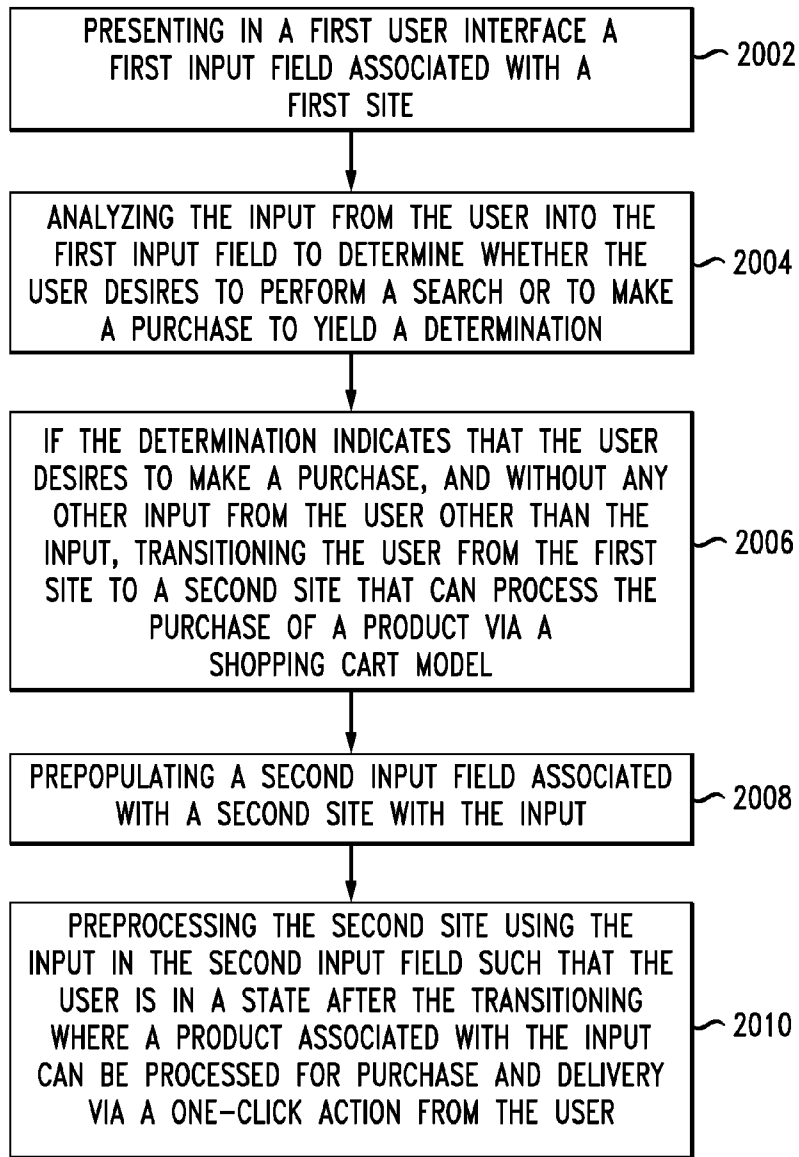 PRESENTING IN A FIRST USER INTERFACE A
FIRST INPUT FIELD ASSOCIATED WITH A
FIRST SITE
2002
ANALYZING THE INPUT FROM THE USER INTO THE
FIRST INPUT FIELD TO DETERMINE WHETHER THE
USER DESIRES TO PERFORM A SEARCH OR TO MAKE
A PURCHASE TO YIELD A DETERMINATION
2004
IF THE DETERMINATION INDICATES THAT THE USER
DESIRES TO MAKE A PURCHASE, AND WITHOUT ANY
OTHER INPUT FROM THE USER OTHER THAN THE
INPUT, TRANSITIONING THE USER FROM THE FIRST
SITE TO A SECOND SITE THAT CAN PROCESS THE
PURCHASE OF A PRODUCT VIA A
SHOPPING CART MODEL
2006
PREPOPULATING A SECOND INPUT FIELD ASSOCIATED
WITH A SECOND SITE WITH THE INPUT
2008
PREPROCESSING THE SECOND SITE USING THE
INPUT IN THE SECOND INPUT FIELD SUCH THAT THE
USER IS IN A STATE AFTER THE TRANSITIONING
WHERE A PRODUCT ASSOCIATED WITH THE INPUT
CAN BE PROCESSED FOR PURCHASE AND DELIVERY
VIA A ONE-CLICK ACTION FROM THE USER
2010